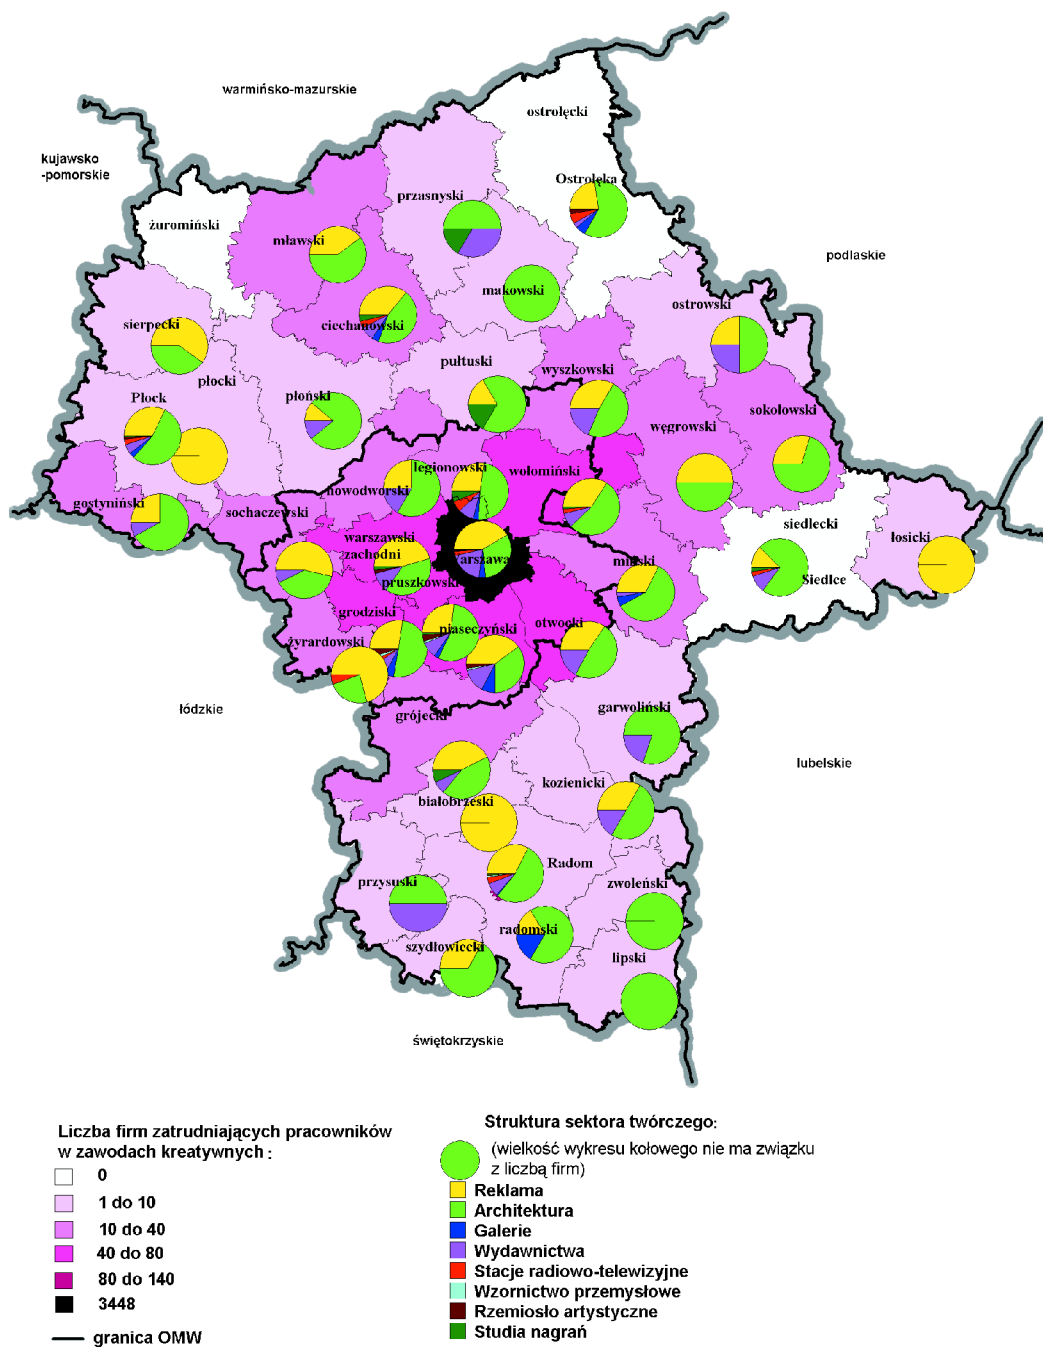 warmińsko-mazurskie
ostrołęcki
kujawsko
-pomorskie
Ostrołęka
przasnyski
żuromiński
mławski
podlaskie
makowski
ostrowski
sierpecki
ciechanowski
pułtuski
wyszkowski
płocki
Płock
płoński
sokołowski
węgrowski
legionowski
wołomiński
nowodworski
gostyniński
sochaczewski
siedlecki
łosicki
warszawski
zachodni
warszawa
miński
pruszkowski
Siedlce
grodziski
piaseczyński
otwocki
żyrardowski
łódzkie
garwoliński
grójecki
lubelskie
kozienicki
białobrzeski
Radom
zwoleński
przysuski
radomski
szydłowiecki
lipski
świętokrzyskie
Liczba firm zatrudniających pracowników
w zawodach kreatywnych :
0
1 do 10
10 do 40
40 do 80
80 do 140
3448
granica OMW
Struktura sektora twórczego:
(wielkość wykresu kołowego nie ma związku
z liczbą firm)
Reklama
Architektura
Galerie
Wydawnictwa
Stacje radiowo-telewizyjne
Wzornictwo przemysłowe
Rzemiosło artystyczne
Studia nagrań